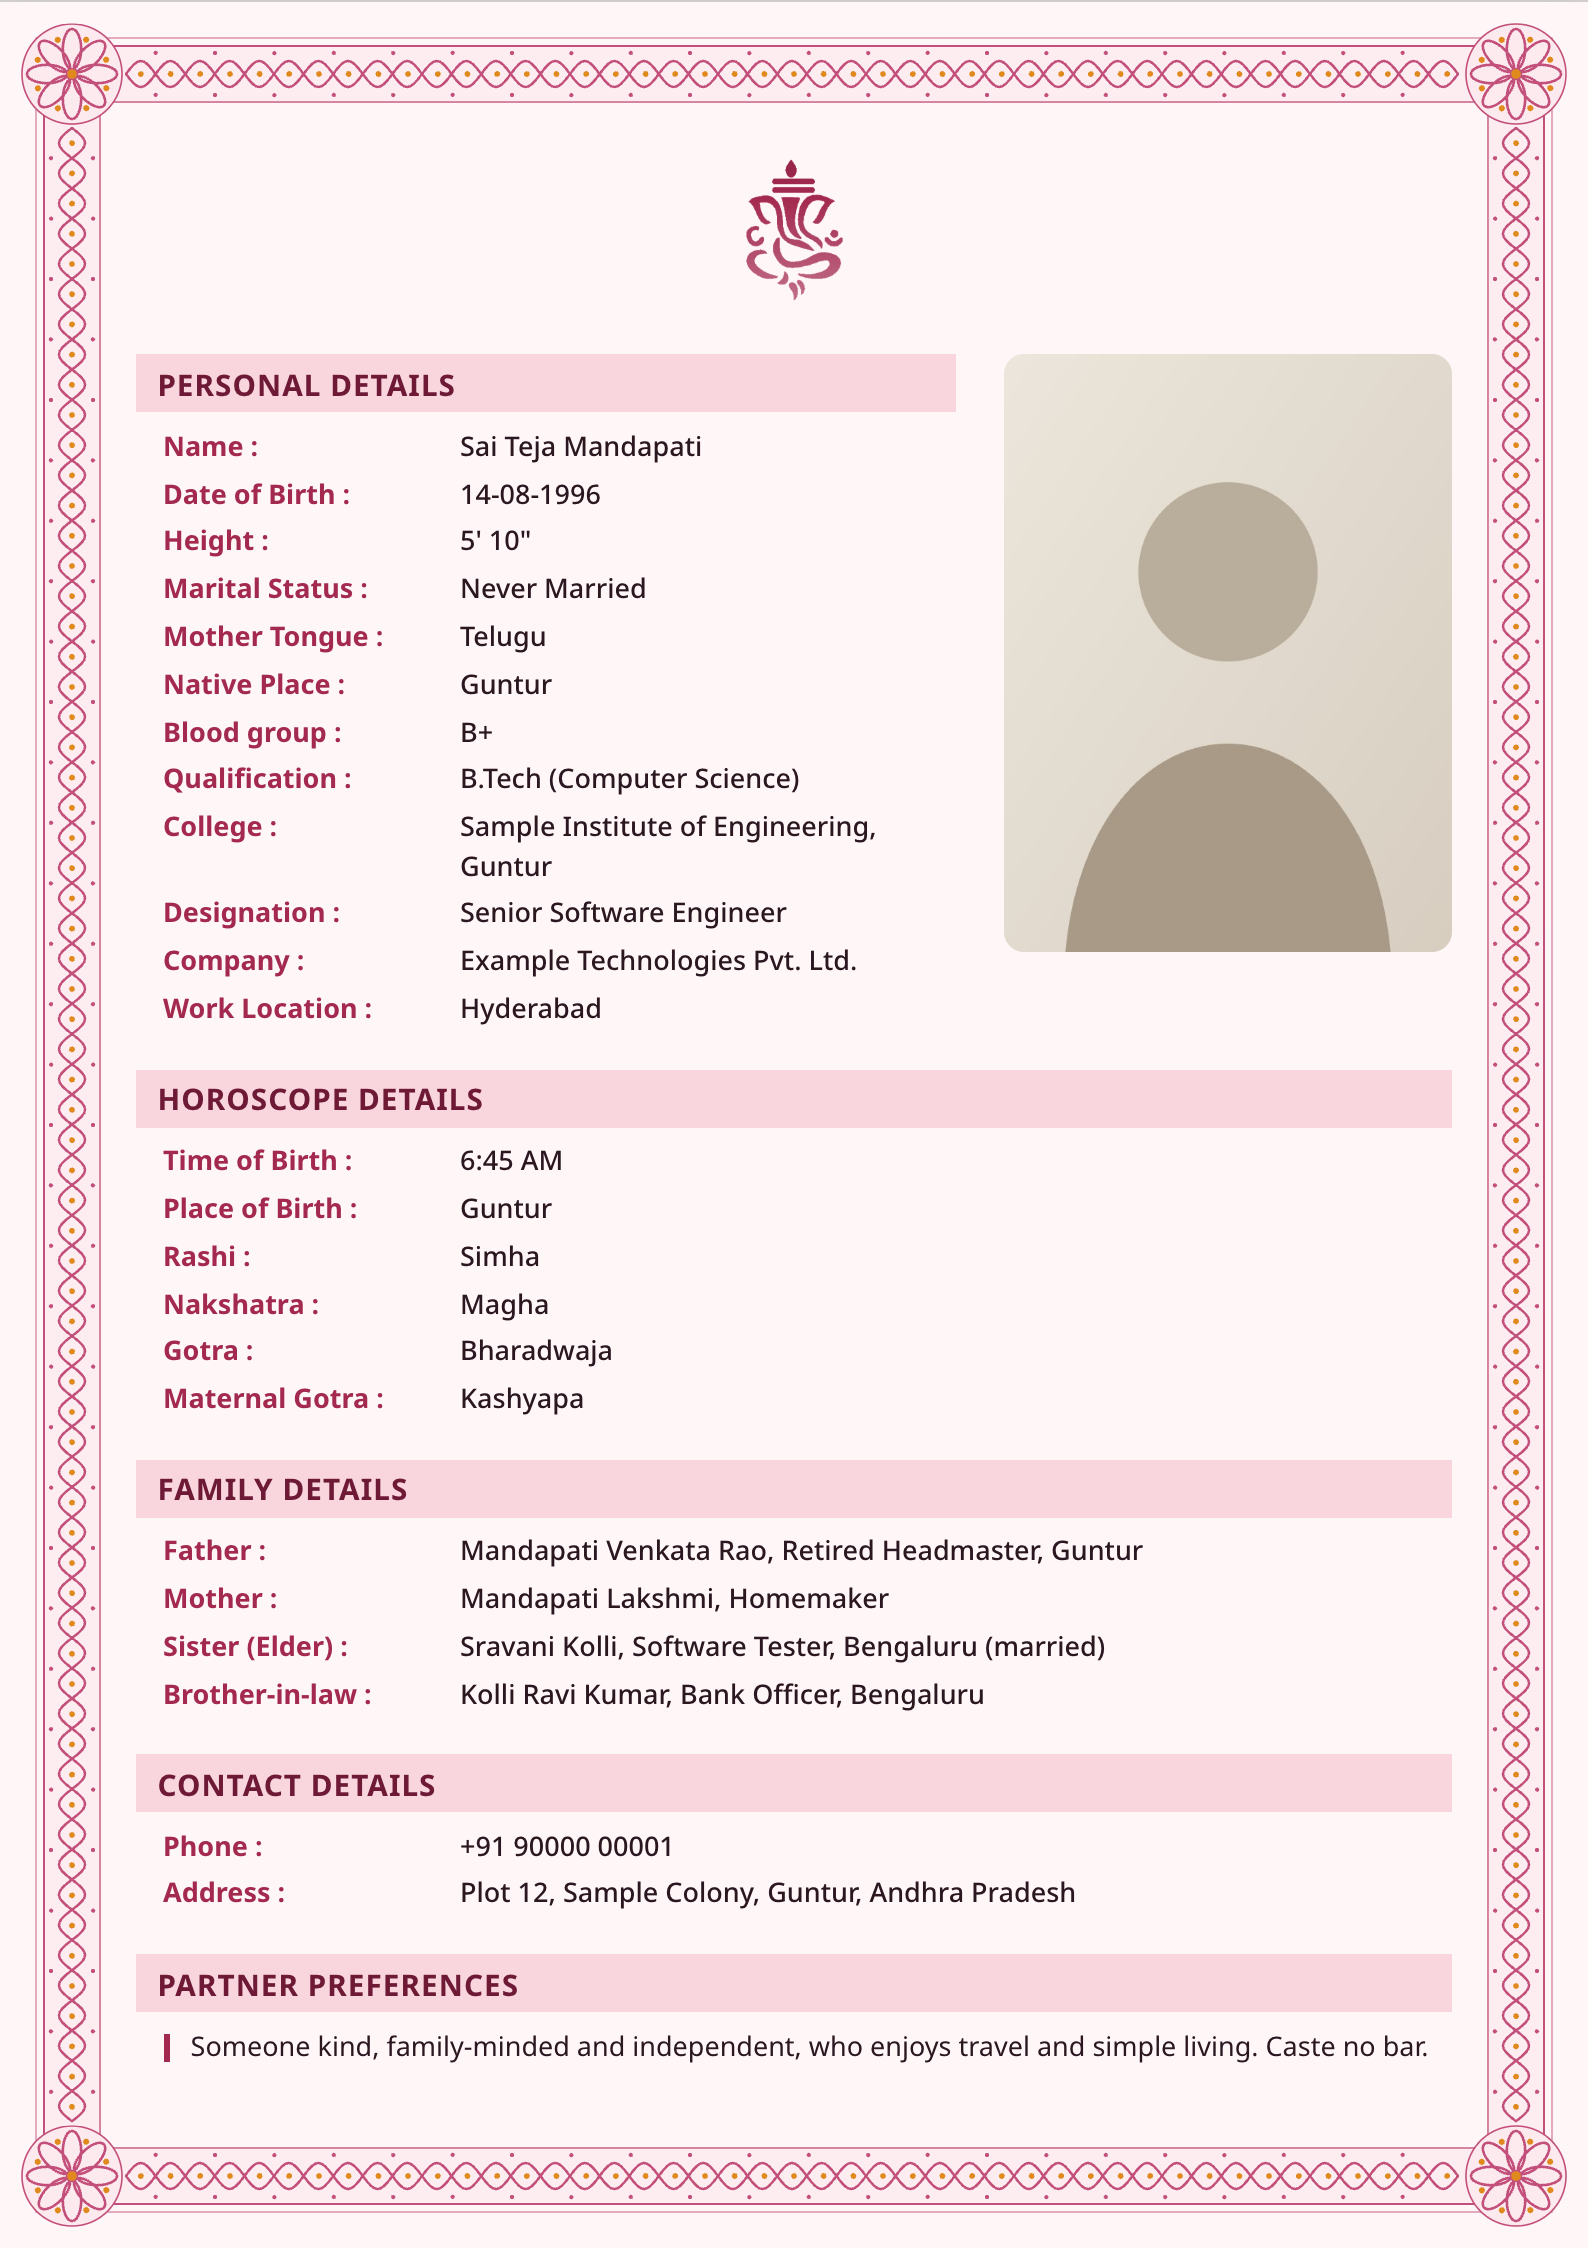 PERSONAL DETAILS
Name : Sai Teja Mandapati
Date of Birth : 14-08-1996
Height : 5' 10"
Marital Status : Never Married
Mother Tongue : Telugu
Native Place : Guntur
Blood group : B+
Qualification : B.Tech (Computer Science)
College : Sample Institute of Engineering,
Guntur
Designation : Senior Software Engineer
Company : Example Technologies Pvt. Ltd.
Work Location : Hyderabad
HOROSCOPE DETAILS
Time of Birth : 6:45 AM
Place of Birth : Guntur
Rashi : Simha
Nakshatra : Magha
Gotra : Bharadwaja
Maternal Gotra : Kashyapa
FAMILY DETAILS
Father : Mandapati Venkata Rao, Retired Headmaster, Guntur
Mother : Mandapati Lakshmi, Homemaker
Sister (Elder) : Sravani Kolli, Software Tester, Bengaluru (married)
Brother-in-law : Kolli Ravi Kumar, Bank Officer, Bengaluru
CONTACT DETAILS
Phone : +91 90000 00001
Address : Plot 12, Sample Colony, Guntur, Andhra Pradesh
PARTNER PREFERENCES
Someone kind, family-minded and independent, who enjoys travel and simple living. Caste no bar.